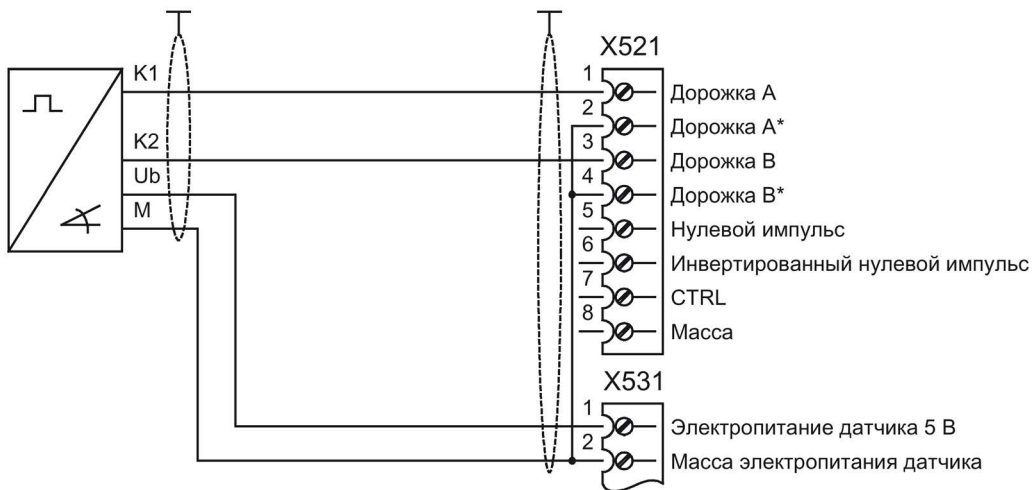 X521
K1
K2
Ub
M
1 Дорожка A
2 Дорожка A*
3 Дорожка B
4 Дорожка B*
5 Нулевой импульс
6 Инвертированный нулевой импульс
7 CTRL
8 Масса
X531
1 Электропитание датчика 5 В
2 Масса электропитания датчика